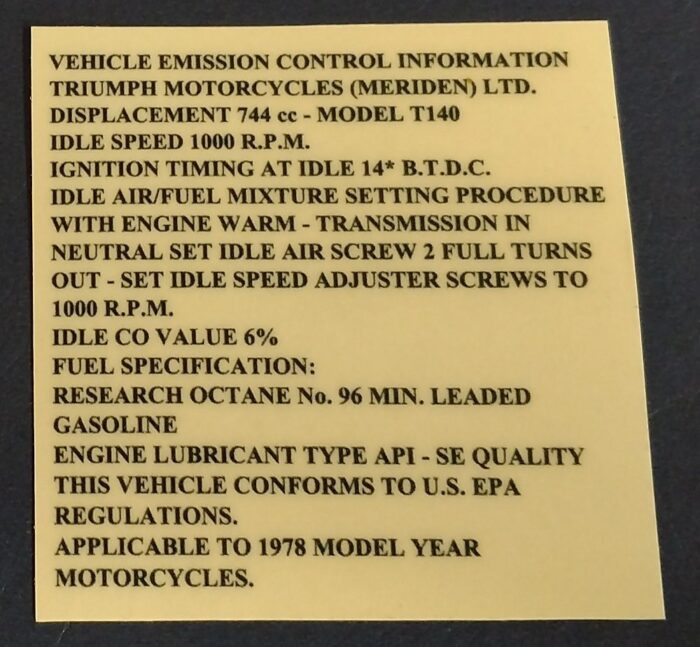 VEHICLE EMISSION CONTROL INFORMATION
TRIUMPH MOTORCYCLES (MERIDEN) LTD.
DISPLACEMENT 744 cc - MODEL T140
IDLE SPEED 1000 R.P.M.
IGNITION TIMING AT IDLE 14* B.T.D.C.
IDLE AIR/FUEL MIXTURE SETTING PROCEDURE
WITH ENGINE WARM - TRANSMISSION IN
NEUTRAL SET IDLE AIR SCREW 2 FULL TURNS
OUT - SET IDLE SPEED ADJUSTER SCREWS TO
1000 R.P.M.
IDLE CO VALUE 6%
FUEL SPECIFICATION:
RESEARCH OCTANE No. 96 MIN. LEADED
GASOLINE
ENGINE LUBRICANT TYPE API - SE QUALITY
THIS VEHICLE CONFORMS TO U.S. EPA
REGULATIONS.
APPLICABLE TO 1978 MODEL YEAR
MOTORCYCLES.